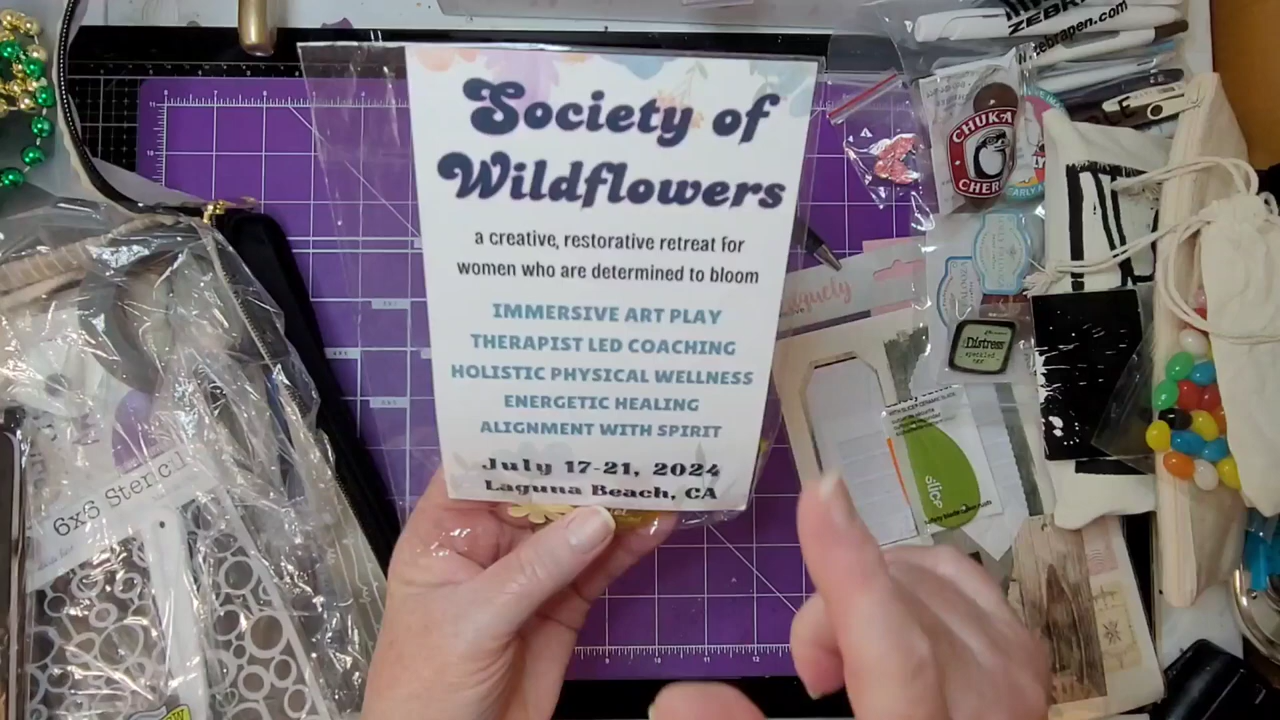 Society of
Wildflowers
a creative, restorative retreat for
women who are determined to bloom
IMMERSIVE ART PLAY
THERAPIST LED COACHING
HOLISTIC PHYSICAL WELLNESS
ENERGETIC HEALING
ALIGNMENT WITH SPIRIT
July 17-21, 2024
Laguna Beach, CA
6x6 Stencil
ZEBRA
zebrapen.com
CHUKA
CHER
Distress
speckled
egg
slice